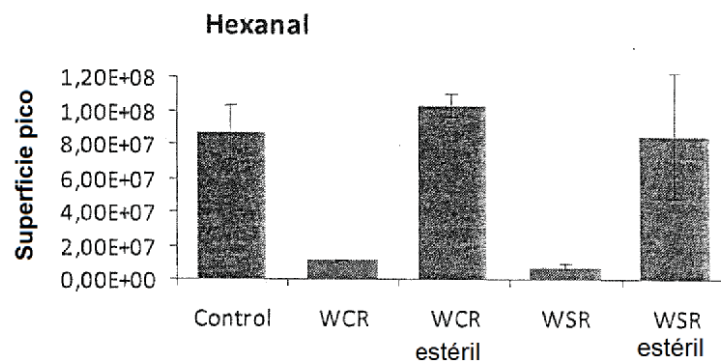 Hexanal
Superficie pico
1,20E+08
1,00E+08
8,00E+07
6,00E+07
4,00E+07
2,00E+07
0,00E+00
Control WCR WCR estéril WSR WSR estéril